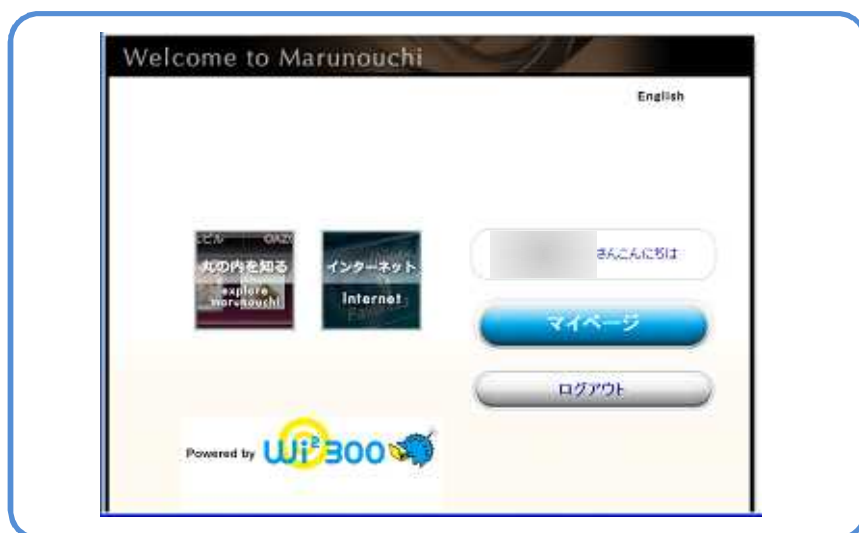 Welcome to Marunouchi
English
丸の内を知る
explore
marunouchi
インターネット
Internet
さんこんにちは
マイページ
ログアウト
Powered by Wi2 300